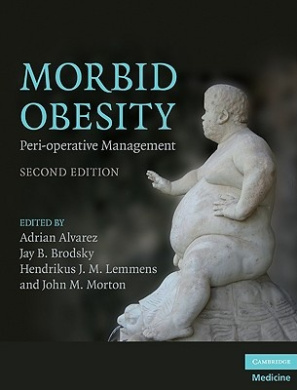 MORBID
OBESITY
Peri-operative Management
SECOND EDITION
EDITED BY
Adrian Alvarez
Jay B. Brodsky
Hendrikus J. M. Lemmens
and John M. Morton
CAMBRIDGE
Medicine